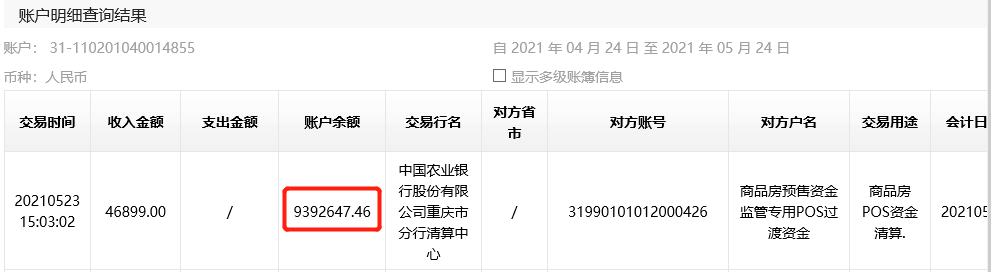 账户明细查询结果
账户： 31-110201040014855
自 2021 年 04 月 24 日 至 2021 年 05 月 24 日
币种：人民币
显示多级账簿信息
交易时间 收入金额 支出金额 账户余额 交易行名 对方省市 对方账号 对方户名 交易用途 会计日
20210523
15:03:02
46899.00
/
9392647.46
中国农业银
行股份有限
公司重庆市
分行清算中
心
/
31990101012000426
商品房预售资金
监管专用POS过
渡资金
商品房
POS资金
清算.
202105